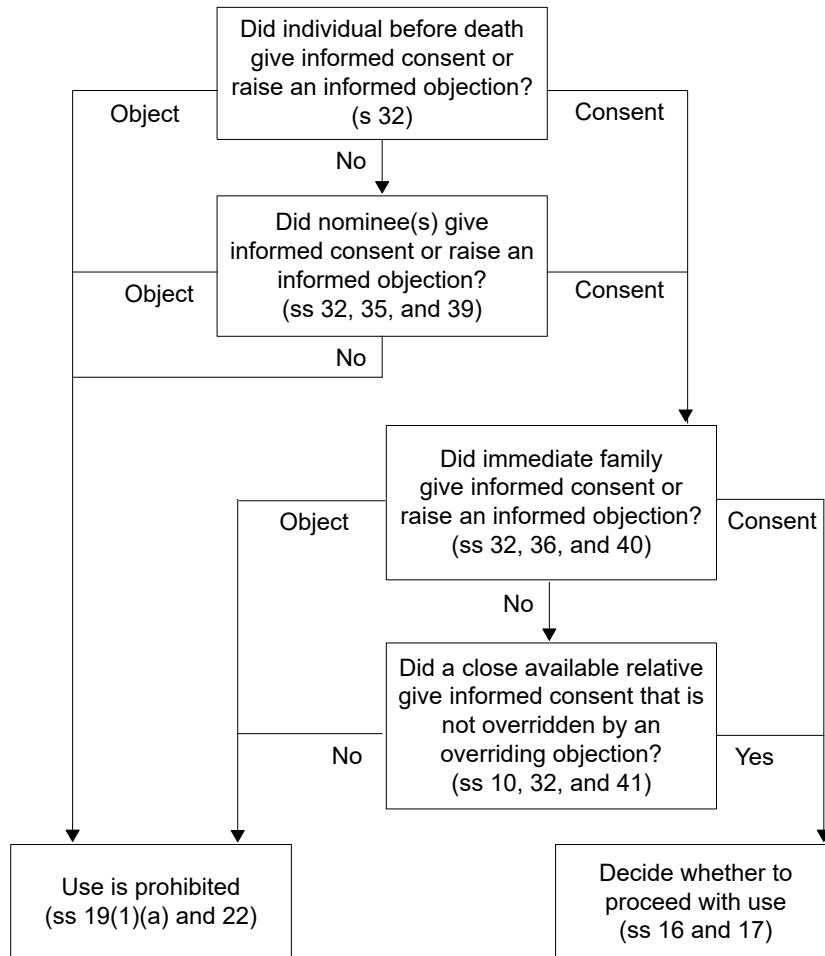 Did individual before death
give informed consent or
raise an informed objection?
(s 32)
Object
Consent
No
Did nominee(s) give
informed consent or raise an
informed objection?
(ss 32, 35, and 39)
Object
Consent
No
Did immediate family
give informed consent or
raise an informed objection?
(ss 32, 36, and 40)
Object
Consent
No
Did a close available relative
give informed consent that is
not overridden by an
overriding objection?
(ss 10, 32, and 41)
No
Yes
Use is prohibited
(ss 19(1)(a) and 22)
Decide whether to
proceed with use
(ss 16 and 17)